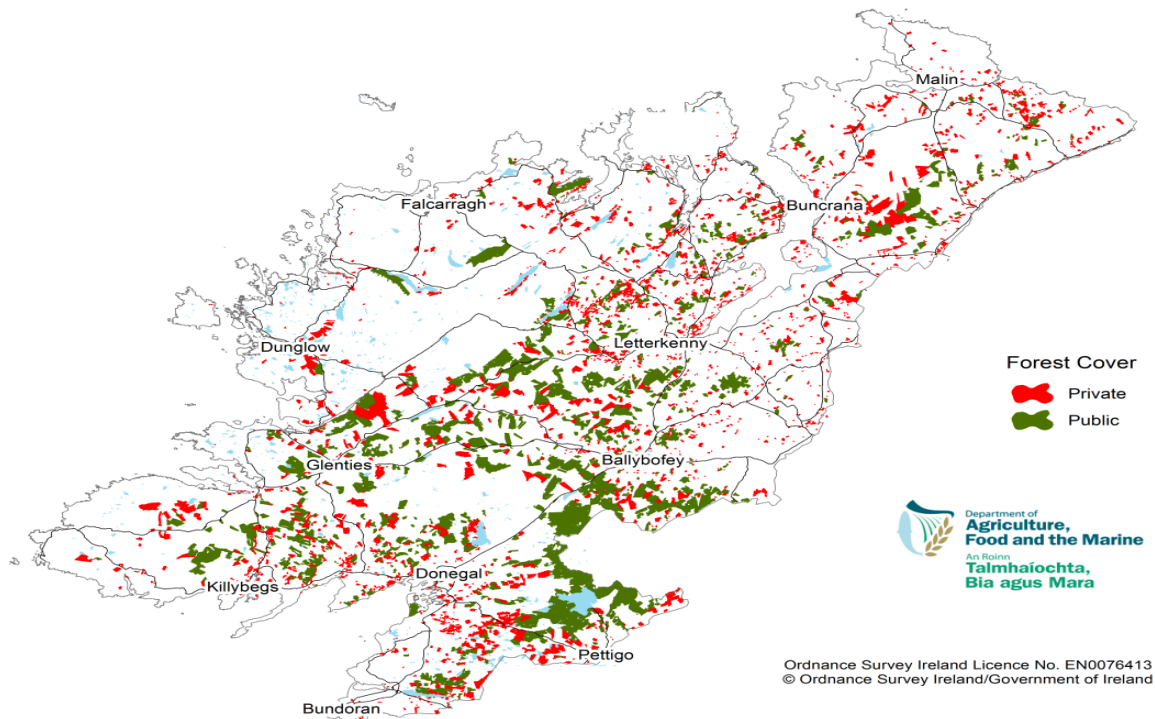 Malin
Falcarragh
Buncrana
Dunglow
Letterkenny
Forest Cover
Private
Public
Glenties
Ballybofey
Department of
Agriculture,
Food and the Marine
An Roinn
Talmhaíochta,
Bia agus Mara
Killybegs
Donegal
Pettigo
Bundoran
Ordnance Survey Ireland Licence No. EN0076413
© Ordnance Survey Ireland/Government of Ireland